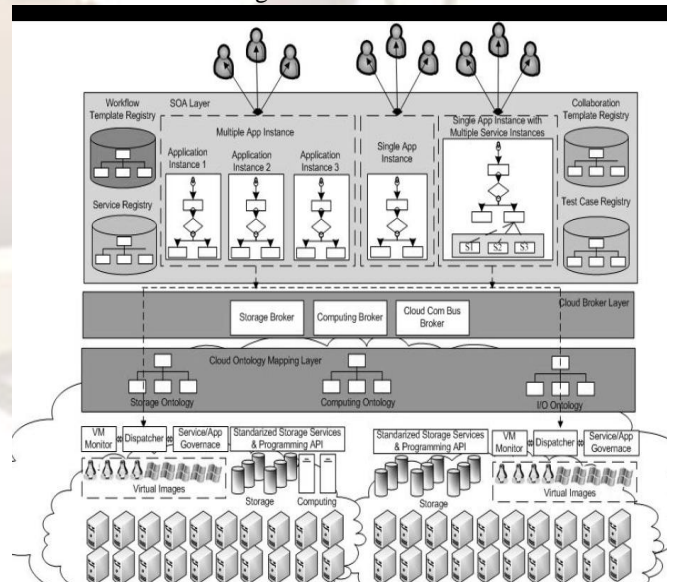 Workflow
Template Registry
SOA Layer
Collaboration
Template Registry
Multiple App Instance
Single App Instance with
Multiple Service Instances
Application
Instance 1
Application
Instance 2
Application
Instance 3
Single App
Instance
Service Registry
Test Case Registry
S1
S2
S3
Cloud Broker Layer
Storage Broker
Computing Broker
Cloud Com Bus
Broker
Cloud Ontology Mapping Layer
Storage Ontology
Computing Ontology
I/O Ontology
VM
Monitor
Dispatcher
Service/App
Governace
Standarized Storage Services
& Programming API
Standarized Storage Services
& Programming API
VM
Monitor
Dispatcher
Service/App
Governace
Virtual Images
Storage
Computing
Storage
Virtual Images